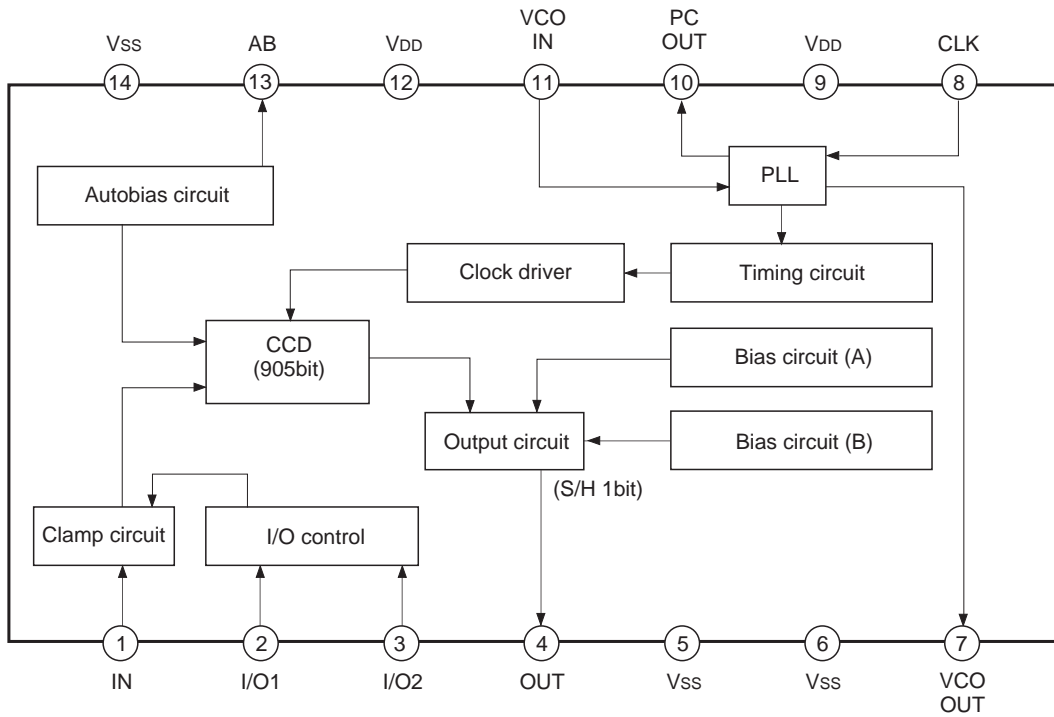 VSS
AB
VDD
VCO
IN
PC
OUT
VDD
CLK
14
13
12
11
10
9
8
Autobias circuit
PLL
Clock driver
Timing circuit
CCD
(905bit)
Bias circuit (A)
Output circuit
Bias circuit (B)
(S/H 1bit)
Clamp circuit
I/O control
1
2
3
4
5
6
7
IN
I/O1
I/O2
OUT
VSS
VSS
VCO
OUT